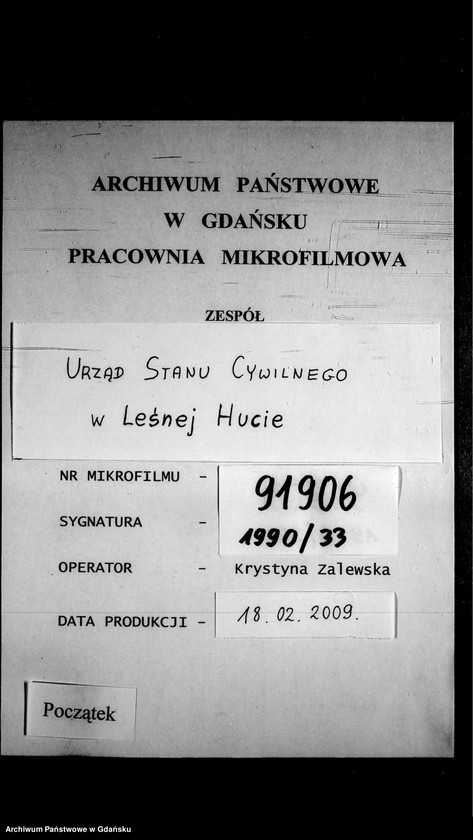 ARCHIWUM PAŃSTWOWE
W GDAŃSKU
PRACOWNIA MIKROFILMOWA
ZESPÓŁ
URZĄD STANU CYWILNEGO
w Leśnej Hucie
NR MIKROFILMU - 91906
SYGNATURA - 1990/33
OPERATOR - Krystyna Zalewska
DATA PRODUKCJI - 18.02.2009.
Początek
Archiwum Państwowe w Gdańsku